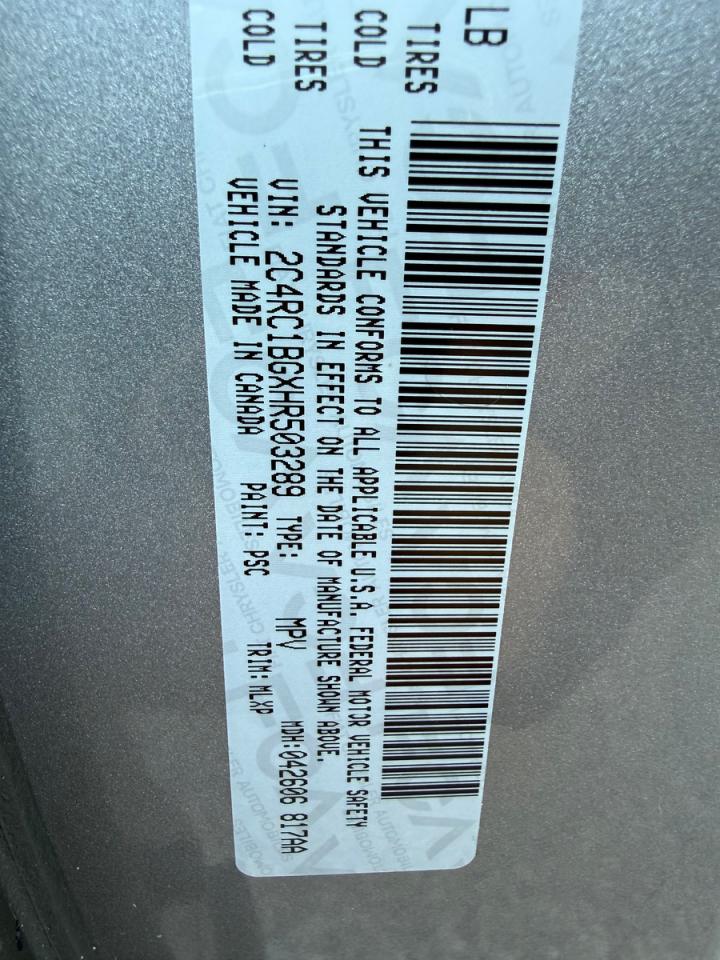 LB
TIRES COLD
TIRES COLD
THIS VEHICLE CONFORMS TO ALL APPLICABLE U.S.A. FEDERAL MOTOR VEHICLE SAFETY
STANDARDS IN EFFECT ON THE DATE OF MANUFACTURE SHOWN ABOVE.
VIN: 2C4RC1BGXHR503289 TYPE: MPV MDH:042606 817AA
VEHICLE MADE IN CANADA PAINT: PSC TRIM: MLXP